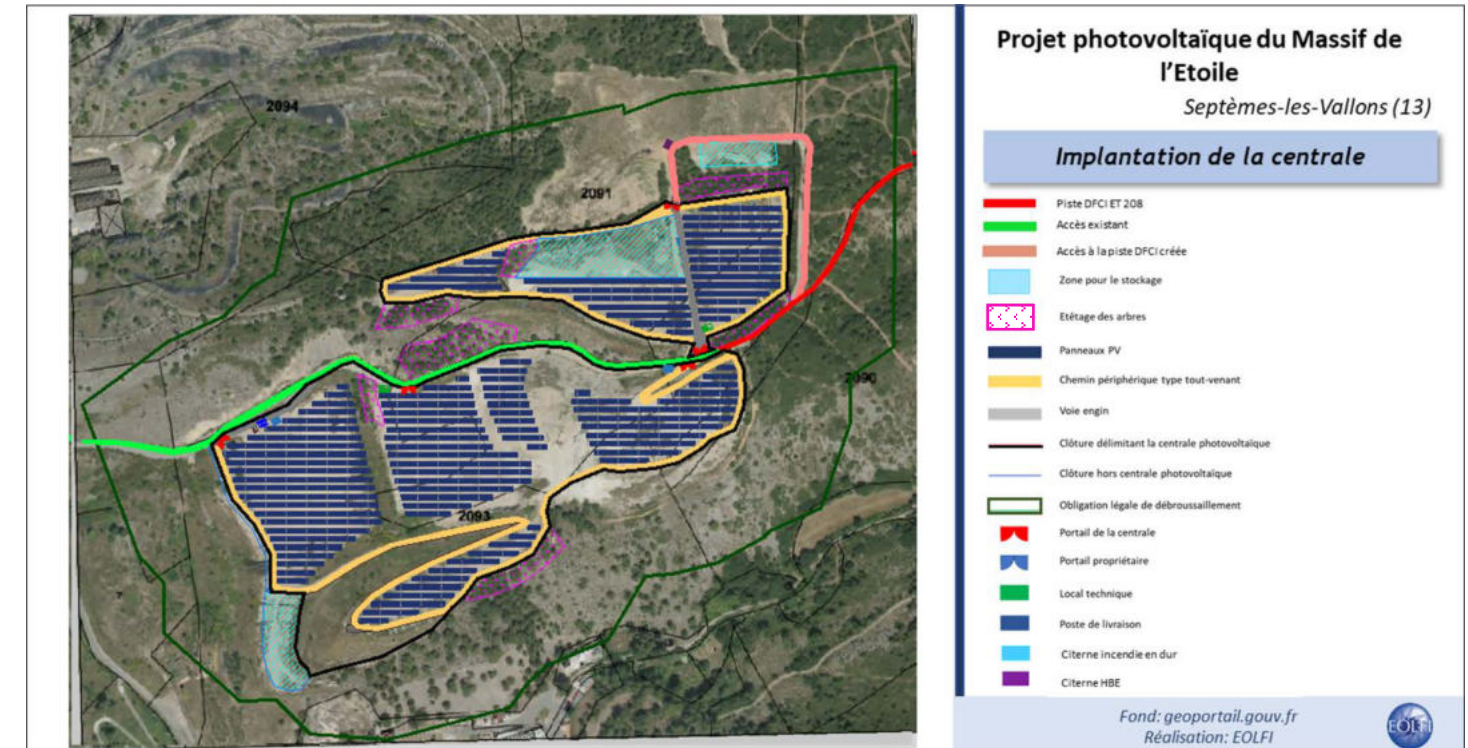 2094
2091
2090
2093
Projet photovoltaïque du Massif de
l'Etoile
Septèmes-les-Vallons (13)
Implantation de la centrale
Piste DFCI ET 208
Accès existant
Accès à la piste DFCI créée
Zone pour le stockage
Etêtage des arbres
Panneaux PV
Chemin périphérique type tout-venant
Voie engin
Clôture délimitant la centrale photovoltaïque
Clôture hors centrale photovoltaïque
Obligation légale de débroussaillement
Portail de la centrale
Portail propriétaire
Local technique
Poste de livraison
Citerne incendie en dur
Citerne HBE
Fond: geoportail.gouv.fr
Réalisation: EOLFI
EOLFI